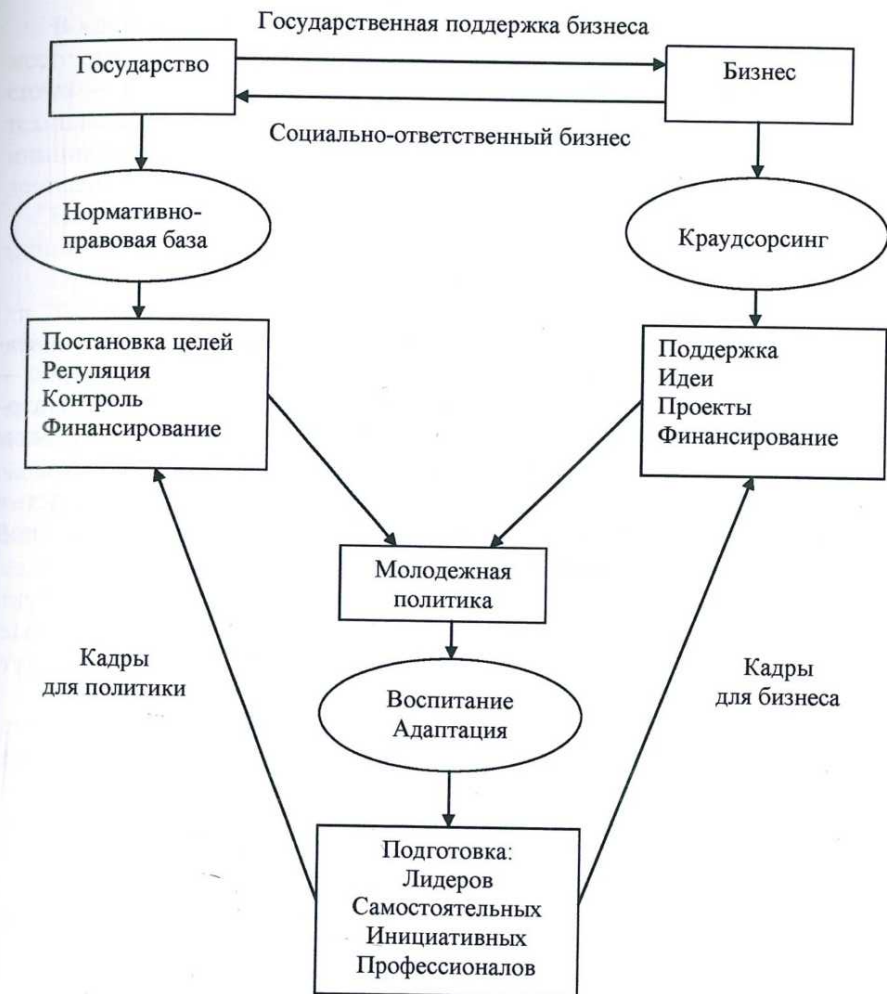 Государственная поддержка бизнеса
Государство
Бизнес
Социально-ответственный бизнес
Нормативно-
правовая база
Краудсорсинг
Постановка целей
Регуляция
Контроль
Финансирование
Поддержка
Идеи
Проекты
Финансирование
Молодежная
политика
Кадры
для политики
Кадры
для бизнеса
Воспитание
Адаптация
Подготовка:
Лидеров
Самостоятельных
Инициативных
Профессионалов